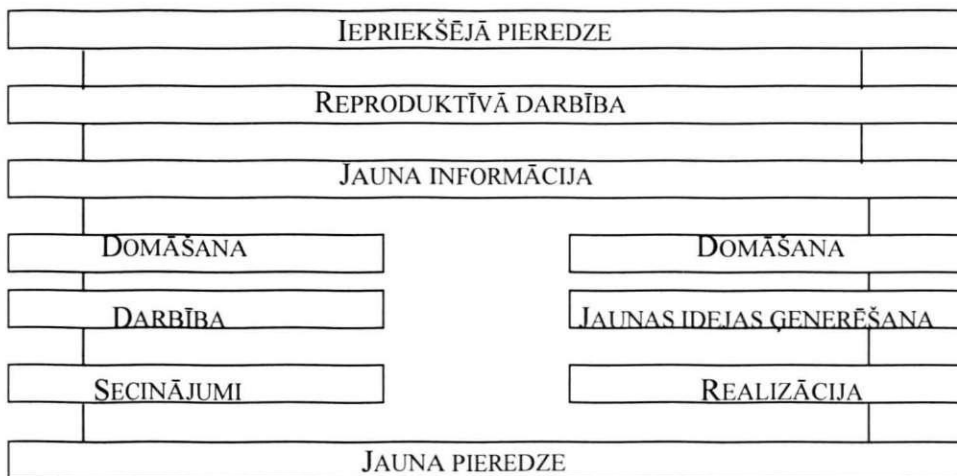 IEPRIEKŠĒJĀ PIEREDZE
REPRODUKTĪVĀ DARBĪBA
JAUNA INFORMĀCIJA
DOMĀŠANA DOMĀŠANA
DARBĪBA JAUNAS IDEJAS ĢENERĒŠANA
SECINĀJUMI REALIZĀCIJA
JAUNA PIEREDZE